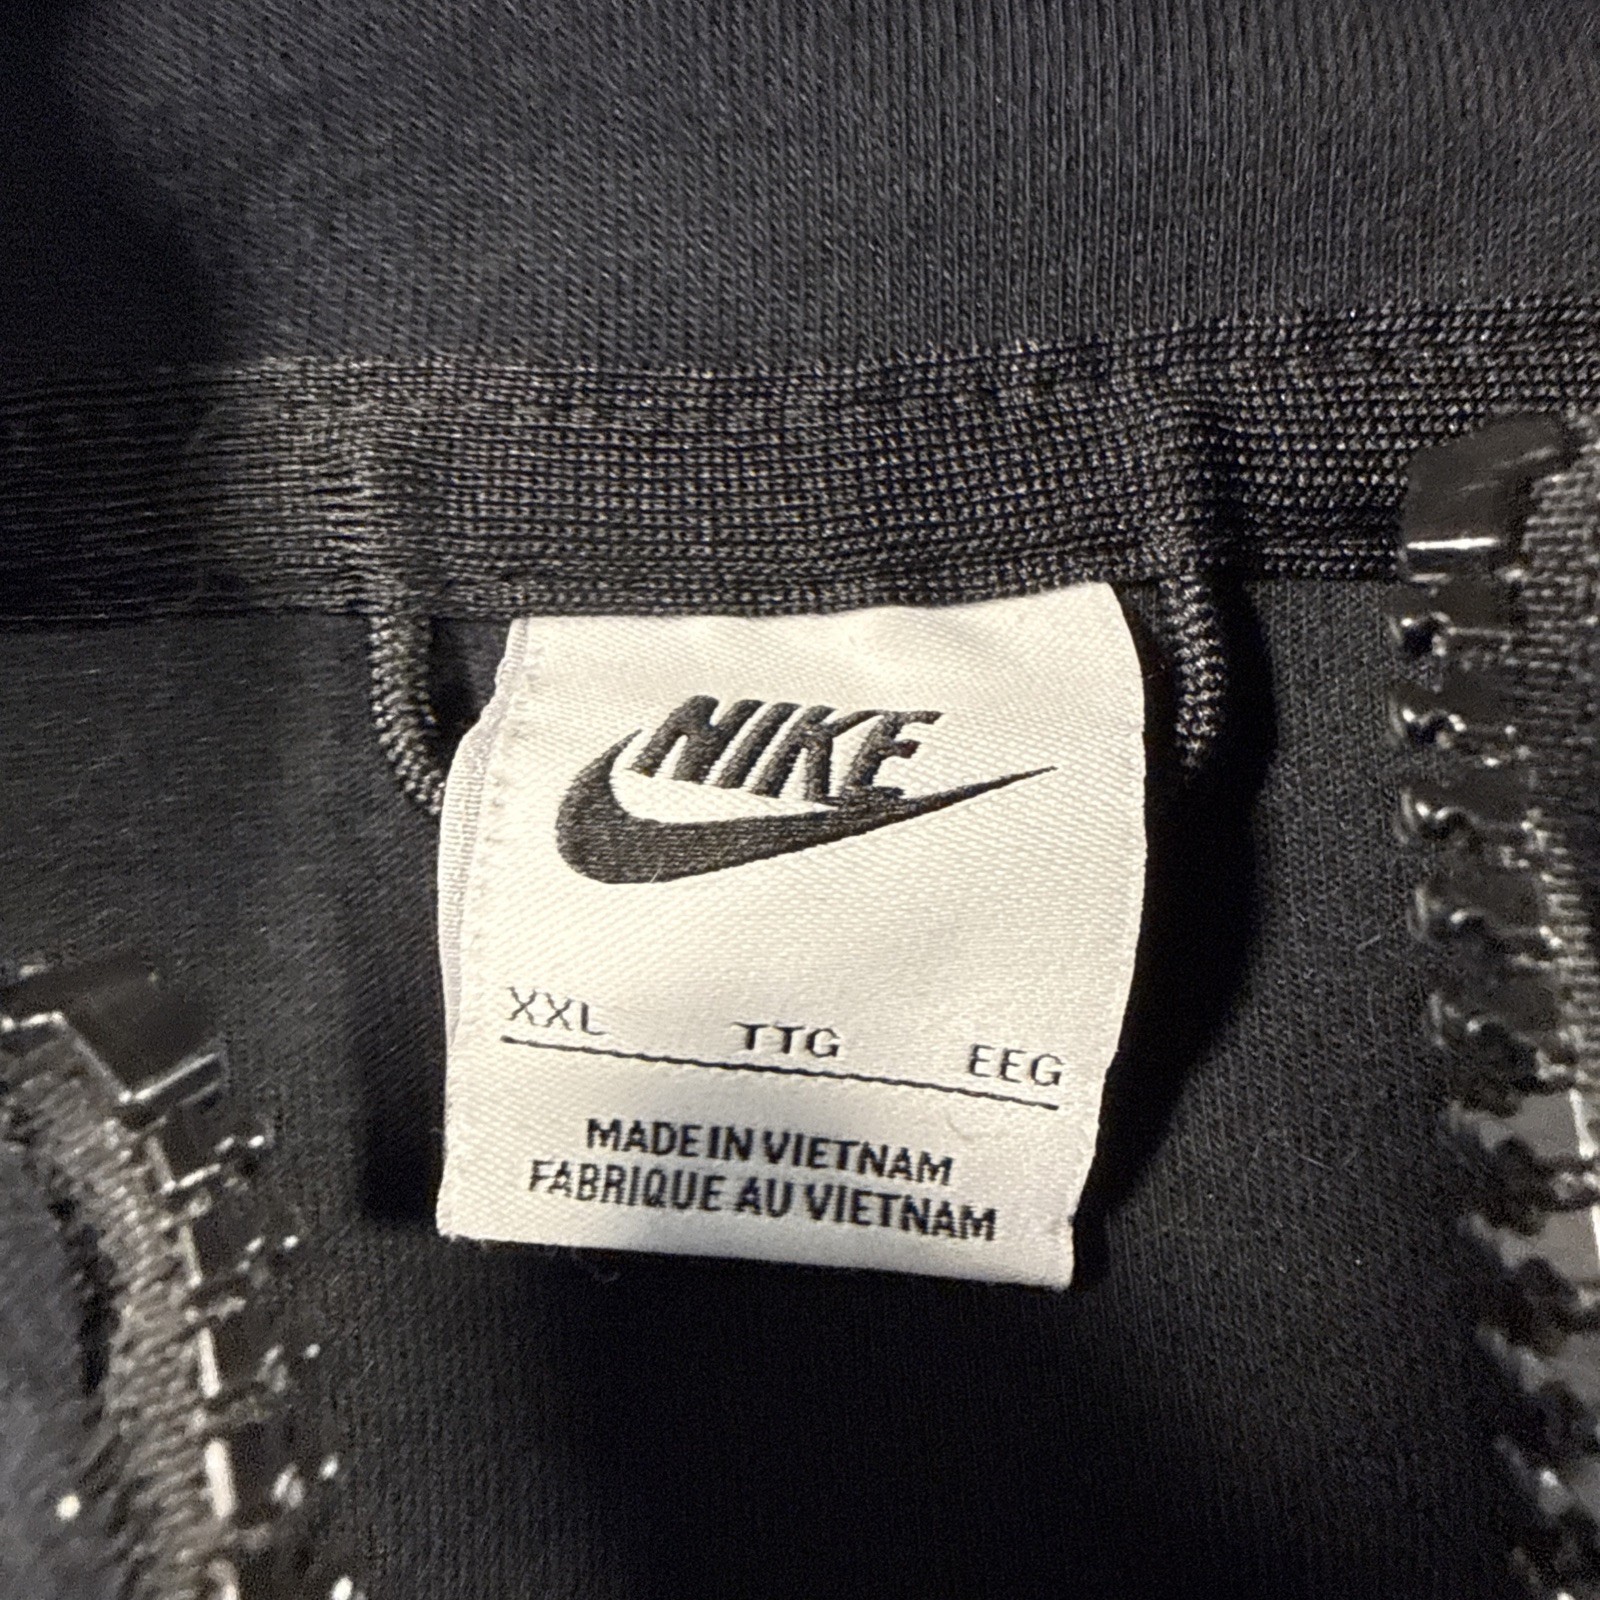 NIKE
XXL TTG EEG
MADE IN VIETNAM
FABRIQUE AU VIETNAM